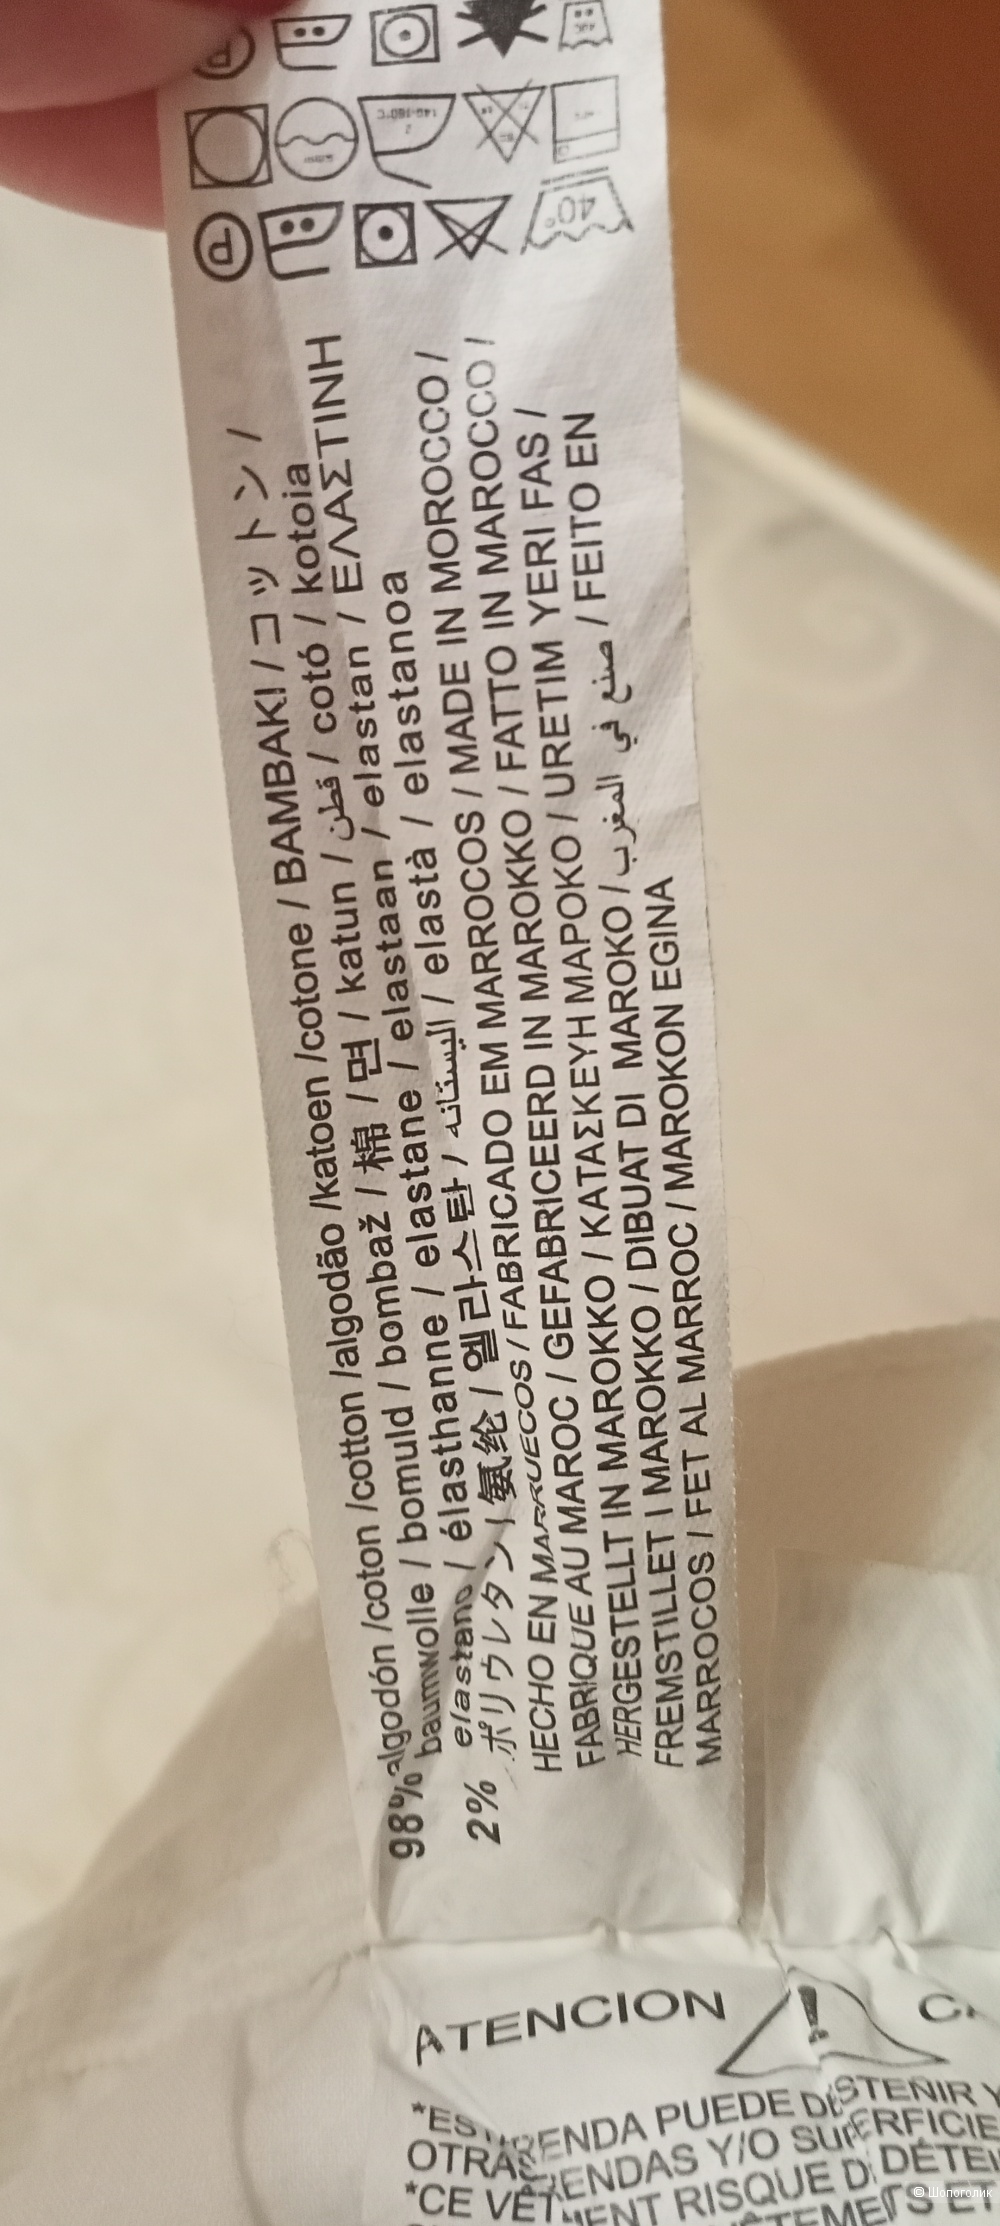 98% algodón /coton /cotton /algodão /katoen /cotone / BAMBAKI / コットン /
baumwolle / bomuld / bombaž / 棉 / 면 / katun / قطن / cotó / kotoia
2% elastano / élasthanne / elastane / elastaan / elastan / ΕΛΑΣΤΙΝΗ
ポリウレタン / 氨纶 / 엘라스탄 / اليستانه / elastà / elastanoa
HECHO EN MARRUECOS / FABRICADO EM MARROCOS / MADE IN MOROCCO /
FABRIQUE AU MAROC / GEFABRICEERD IN MAROKKO / FATTO IN MAROCCO /
HERGESTELLT IN MAROKKO / ΚΑΤΑΣΚΕΥΗ ΜΑΡΟΚΟ / URETIM YERI FAS /
FREMSTILLET I MAROKKO / DIBUAT DI MAROKO / صنع في المغرب / FEITO EN
MARROCOS / FET AL MARROC / MAROKON EGINA
P
40°
140-160°C
2
P
ATENCION
PUEDE DESTEÑIR Y
OTRAS PRENDAS Y/O SUPERFICIE
*CE VÊTEMENT RISQUE DE DÉTEI
© Шопоголик